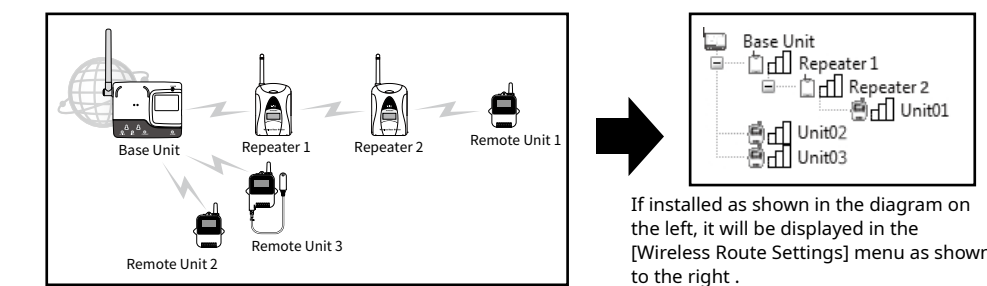 Base Unit
Repeater 1
Repeater 2
Remote Unit 1
Remote Unit 3
Remote Unit 2
Base Unit
Repeater 1
Repeater 2
Unit01
Unit02
Unit03
If installed as shown in the diagram on
the left, it will be displayed in the
[Wireless Route Settings] menu as shown
to the right .